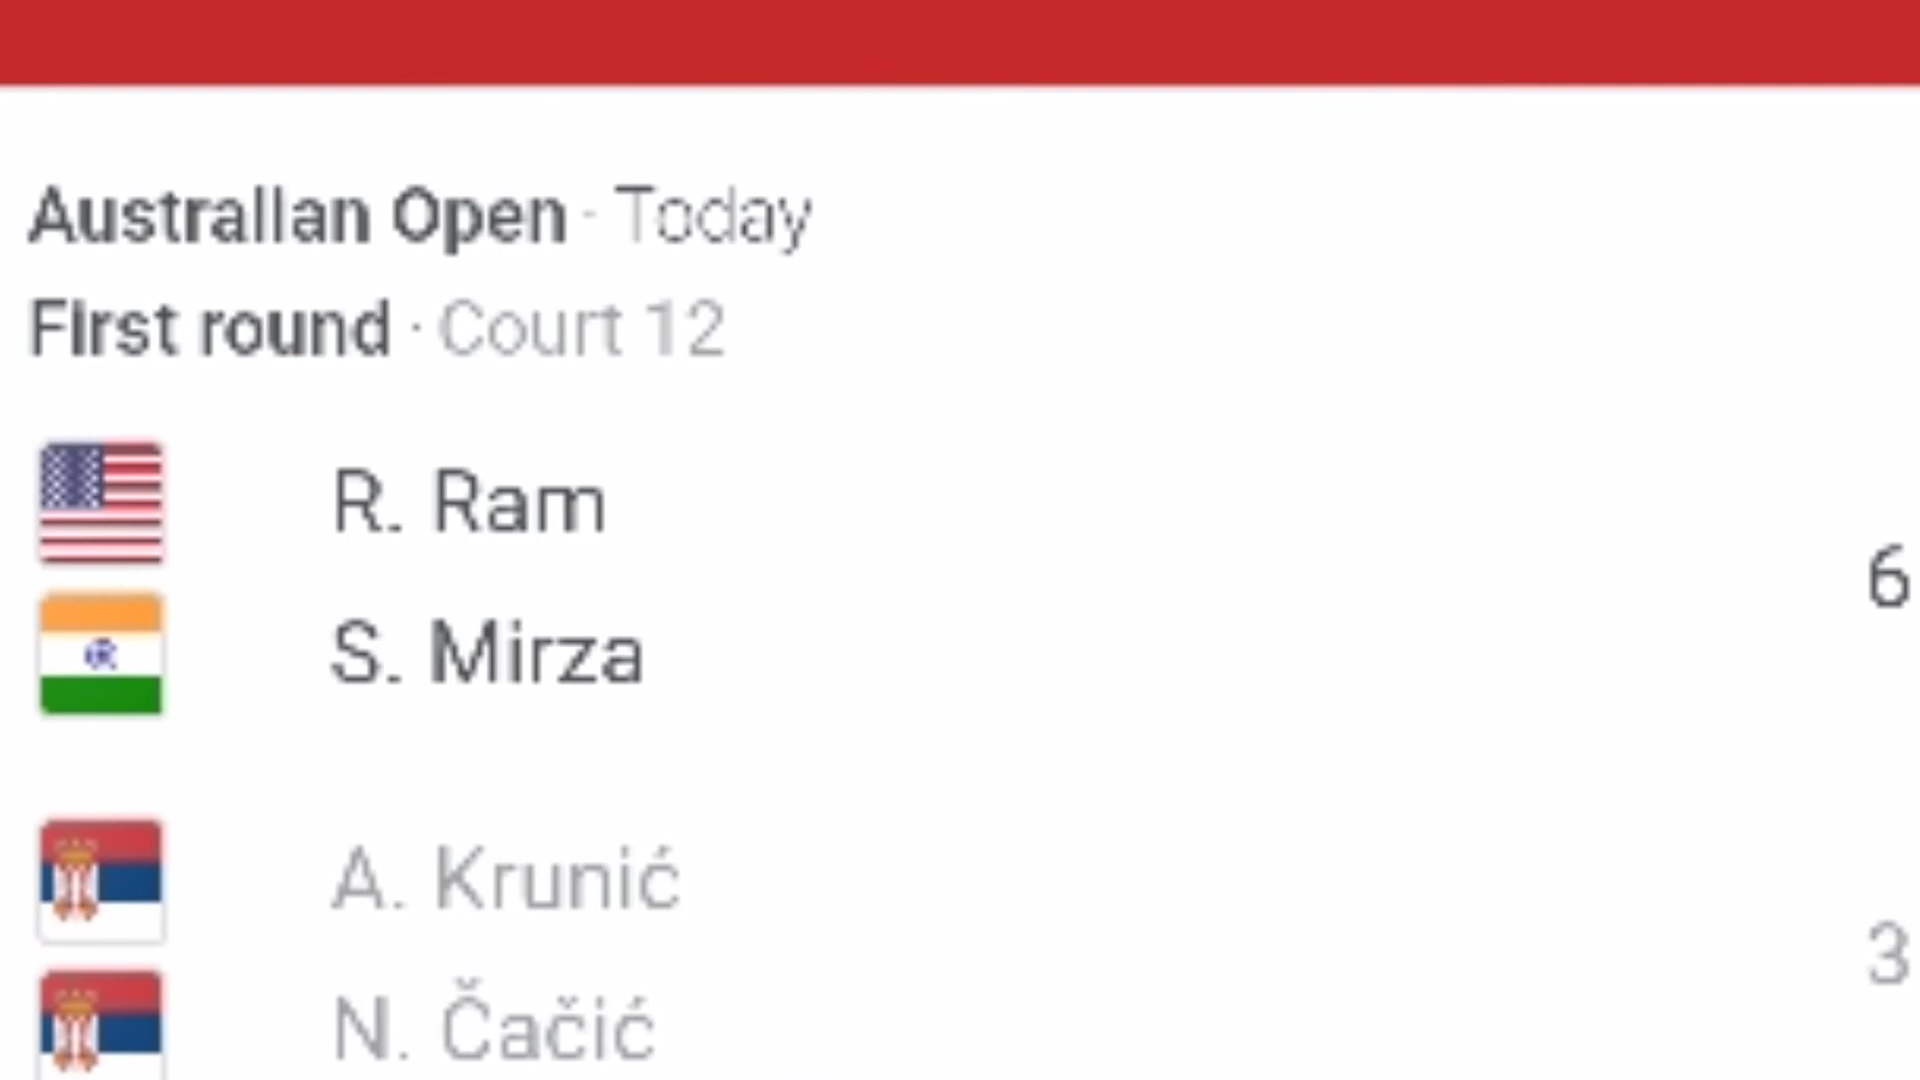 Australian Open · Today
First round · Court 12
R. Ram
6
S. Mirza
A. Krunić
3
N. Čačić